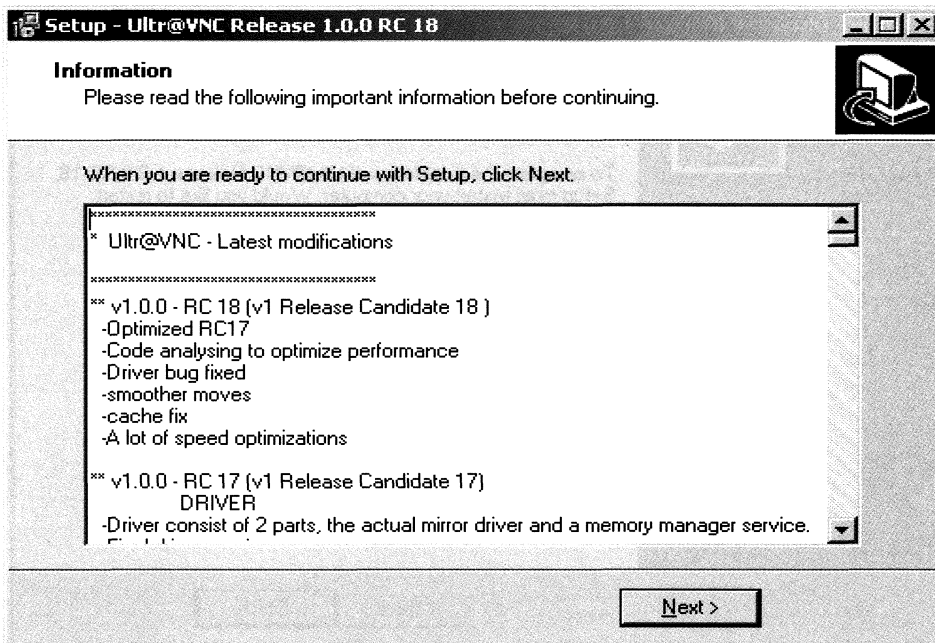 Setup - Ultr@VNC Release 1.0.0 RC 18
Information
Please read the following important information before continuing.
When you are ready to continue with Setup, click Next.
************************************
* Ultr@VNC - Latest modifications
************************************
** v1.0.0 - RC 18 (v1 Release Candidate 18 )
-Optimized RC17
-Code analysing to optimize performance
-Driver bug fixed
-smoother moves
-cache fix
-A lot of speed optimizations
** v1.0.0 - RC 17 (v1 Release Candidate 17)
DRIVER
-Driver consist of 2 parts, the actual mirror driver and a memory manager service.
Next >